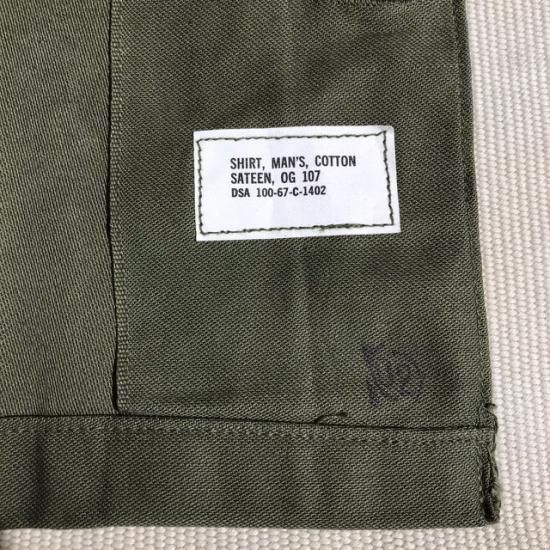 SHIRT, MAN'S, COTTON
SATEEN, OG 107
DSA 100-67-C-1402